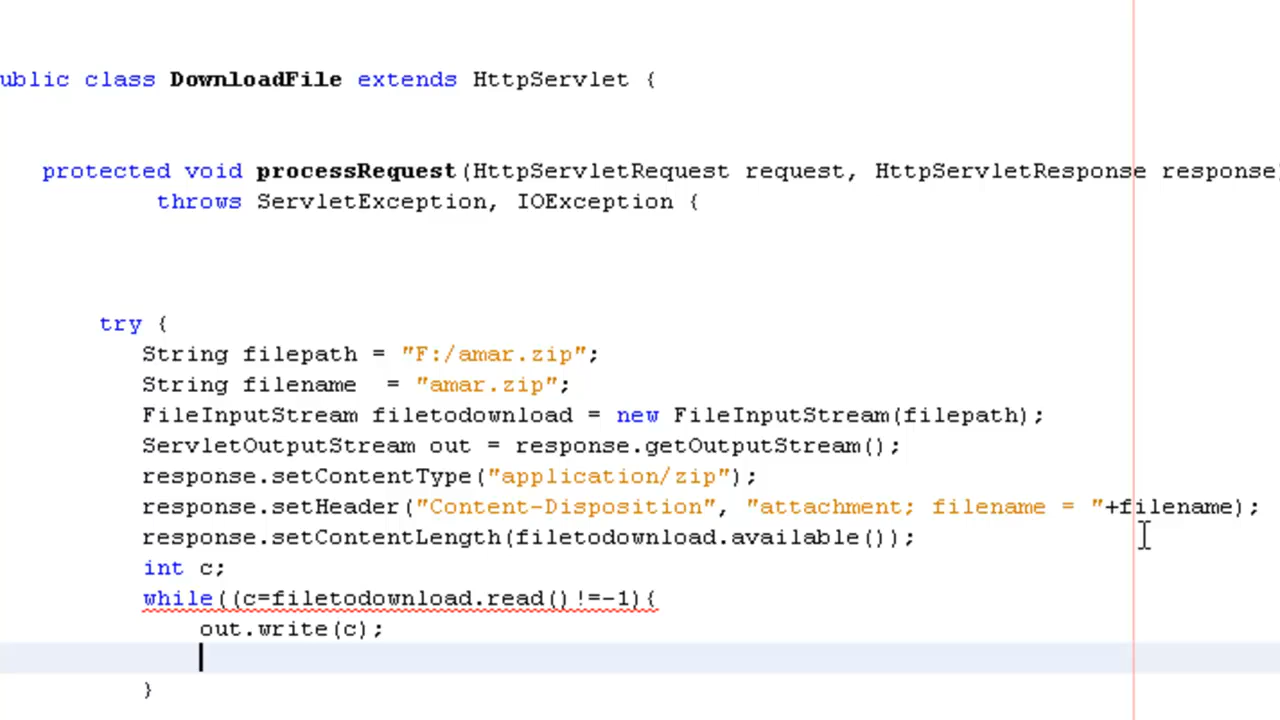 ublic class DownloadFile extends HttpServlet {
protected void processRequest(HttpServletRequest request, HttpServletResponse response)
throws ServletException, IOException {
try {
String filepath = "F:/amar.zip";
String filename  = "amar.zip";
FileInputStream filetodownload = new FileInputStream(filepath);
ServletOutputStream out = response.getOutputStream();
response.setContentType("application/zip");
response.setHeader("Content-Disposition", "attachment; filename = "+filename);
response.setContentLength(filetodownload.available());
int c;
while((c=filetodownload.read()!=-1){
out.write(c);
}